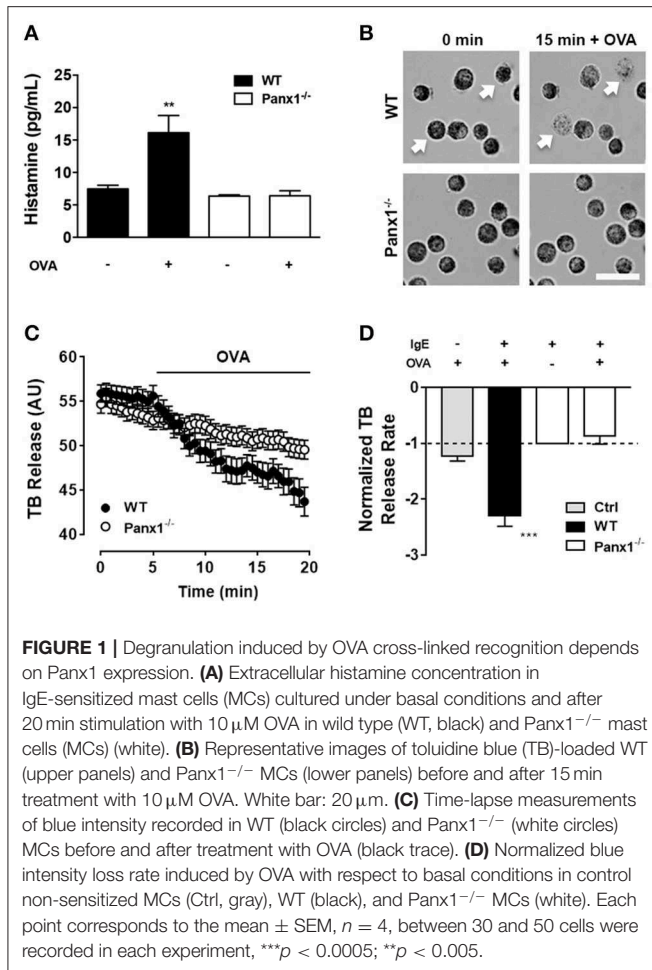 A
B
0 min
15 min + OVA
WT
Panx1-/-
Histamine (pg/mL)
25
20
15
10
5
0
**
WT
Panx1-/-
OVA
-
+
-
+
C
OVA
TB Release (AU)
60
55
50
45
40
WT
Panx1-/-
0
5
10
15
20
Time (min)
D
IgE
-
+
+
+
OVA
+
+
-
+
Normalized TB
Release Rate
0
-1
-2
-3
***
Ctrl
WT
Panx1-/-
FIGURE 1 | Degranulation induced by OVA cross-linked recognition depends
on Panx1 expression. (A) Extracellular histamine concentration in
IgE-sensitized mast cells (MCs) cultured under basal conditions and after
20 min stimulation with 10 μM OVA in wild type (WT, black) and Panx1−/− mast
cells (MCs) (white). (B) Representative images of toluidine blue (TB)-loaded WT
(upper panels) and Panx1−/− MCs (lower panels) before and after 15 min
treatment with 10 μM OVA. White bar: 20 μm. (C) Time-lapse measurements
of blue intensity recorded in WT (black circles) and Panx1−/− (white circles)
MCs before and after treatment with OVA (black trace). (D) Normalized blue
intensity loss rate induced by OVA with respect to basal conditions in control
non-sensitized MCs (Ctrl, gray), WT (black), and Panx1−/− MCs (white). Each
point corresponds to the mean ± SEM, n = 4, between 30 and 50 cells were
recorded in each experiment, ***p < 0.0005; **p < 0.005.